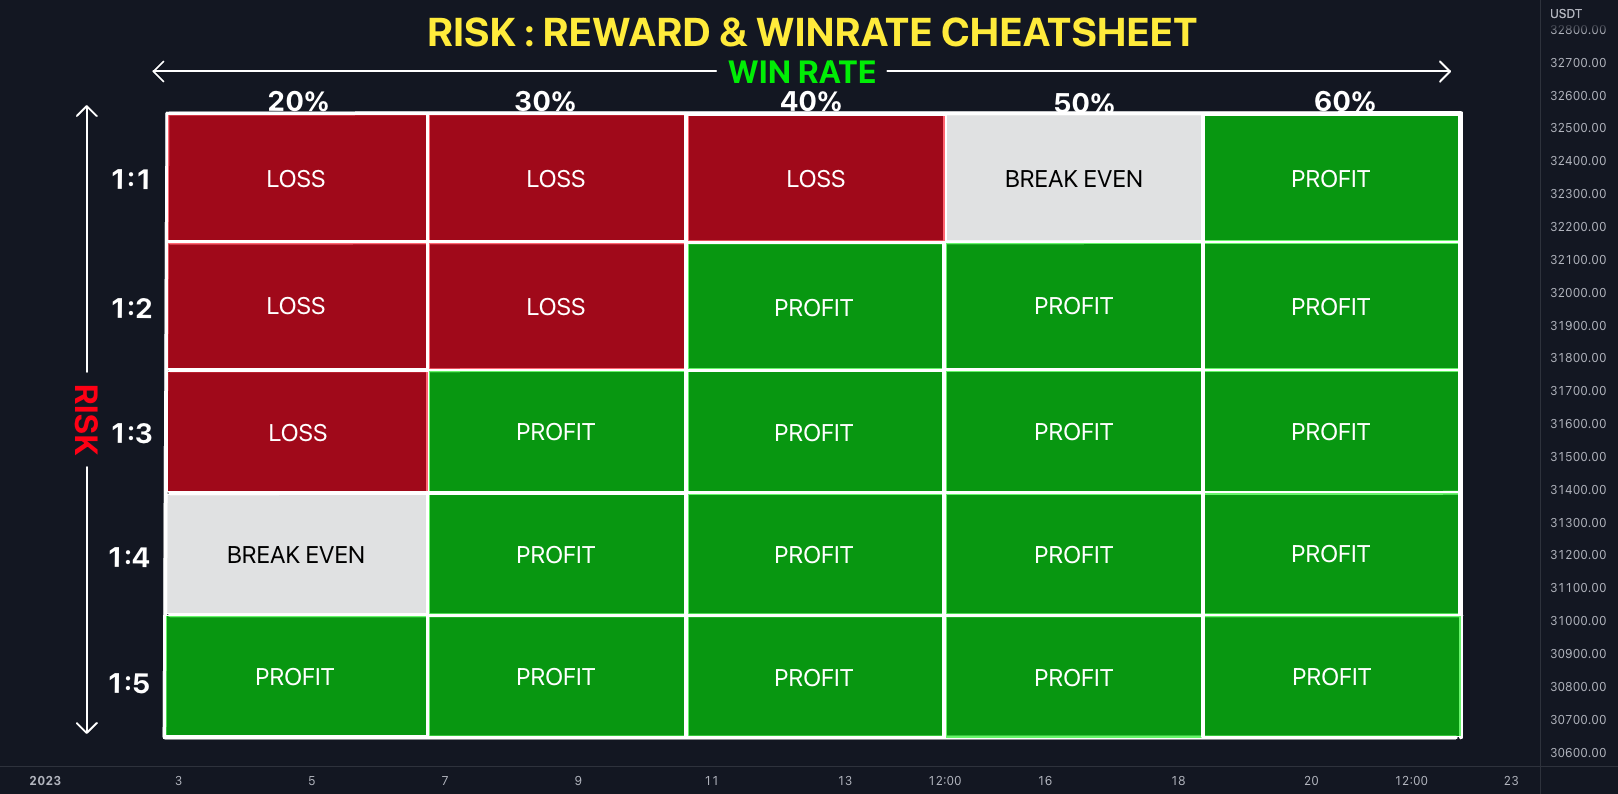 RISK : REWARD & WINRATE CHEATSHEET
WIN RATE
20% 30% 40% 50% 60%
1:1 LOSS LOSS LOSS BREAK EVEN PROFIT
1:2 LOSS LOSS PROFIT PROFIT PROFIT
RISK
1:3 LOSS PROFIT PROFIT PROFIT PROFIT
1:4 BREAK EVEN PROFIT PROFIT PROFIT PROFIT
1:5 PROFIT PROFIT PROFIT PROFIT PROFIT
USDT
32800.00
32700.00
32600.00
32500.00
32400.00
32300.00
32200.00
32100.00
32000.00
31900.00
31800.00
31700.00
31600.00
31500.00
31400.00
31300.00
31200.00
31100.00
31000.00
30900.00
30800.00
30700.00
30600.00
2023 3 5 7 9 11 13 12:00 16 18 20 12:00 23